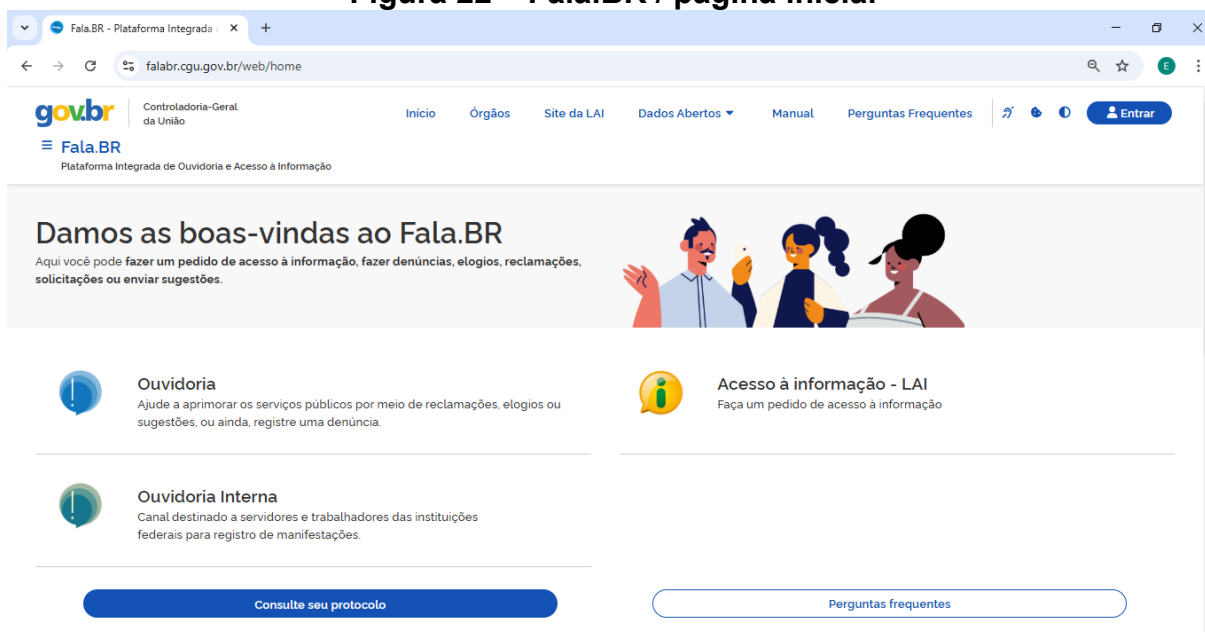 Figura 22 – Fala.BR / página inicial
Fala.BR - Plataforma Integrada
falabr.cgu.gov.br/web/home
E
gov.br
Controladoria-Geral
da União
Início Órgãos Site da LAI Dados Abertos Manual Perguntas Frequentes Entrar
Fala.BR
Plataforma Integrada de Ouvidoria e Acesso à Informação
Damos as boas-vindas ao Fala.BR
Aqui você pode fazer um pedido de acesso à informação, fazer denúncias, elogios, reclamações,
solicitações ou enviar sugestões.
Ouvidoria
Ajude a aprimorar os serviços públicos por meio de reclamações, elogios ou
sugestões, ou ainda, registre uma denúncia.
Acesso à informação - LAI
Faça um pedido de acesso à informação
Ouvidoria Interna
Canal destinado a servidores e trabalhadores das instituições
federais para registro de manifestações.
Consulte seu protocolo
Perguntas frequentes